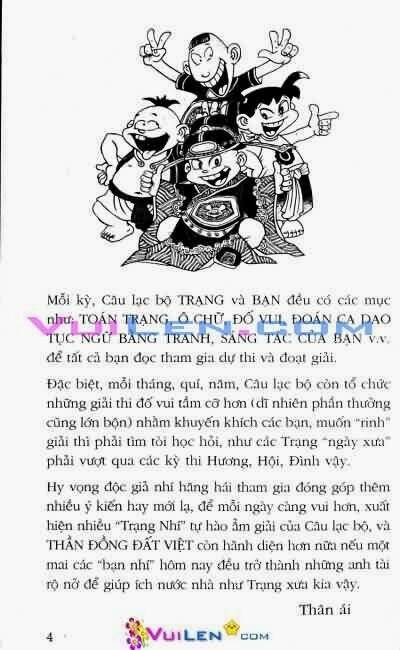 Mỗi kỳ, Câu lạc bộ TRẠNG và BẠN đều có các mục
như: TOÁN TRẠNG, Ô CHỮ, ĐỐ VUI, ĐOÁN CA DAO
TỤC NGỮ BẰNG TRANH, SÁNG TÁC CỦA BẠN v.v.
để tất cả bạn đọc tham gia dự thi và đoạt giải.
VuiLen.com
Đặc biệt, mỗi tháng, quí, năm, Câu lạc bộ còn tổ chức
những giải thi đố vui tầm cỡ hơn (dĩ nhiên phần thưởng
cũng lớn bộn) nhằm khuyến khích các bạn, muốn "rinh"
giải thì phải tìm tòi học hỏi, như các Trạng "ngày xưa"
phải vượt qua các kỳ thi Hương, Hội, Đình vậy.
Hy vọng độc giả nhí hăng hái tham gia đóng góp thêm
nhiều ý kiến hay mới lạ, để mỗi ngày càng vui hơn, xuất
hiện nhiều "Trạng Nhí" tự hào ẵm giải của Câu lạc bộ, và
THẦN ĐỒNG ĐẤT VIỆT còn hãnh diện hơn nữa nếu một
mai các "bạn nhí" hôm nay đều trở thành những anh tài
rộ nở để giúp ích nước nhà như Trạng xưa kia vậy.
Thân ái
4
VuiLen.com